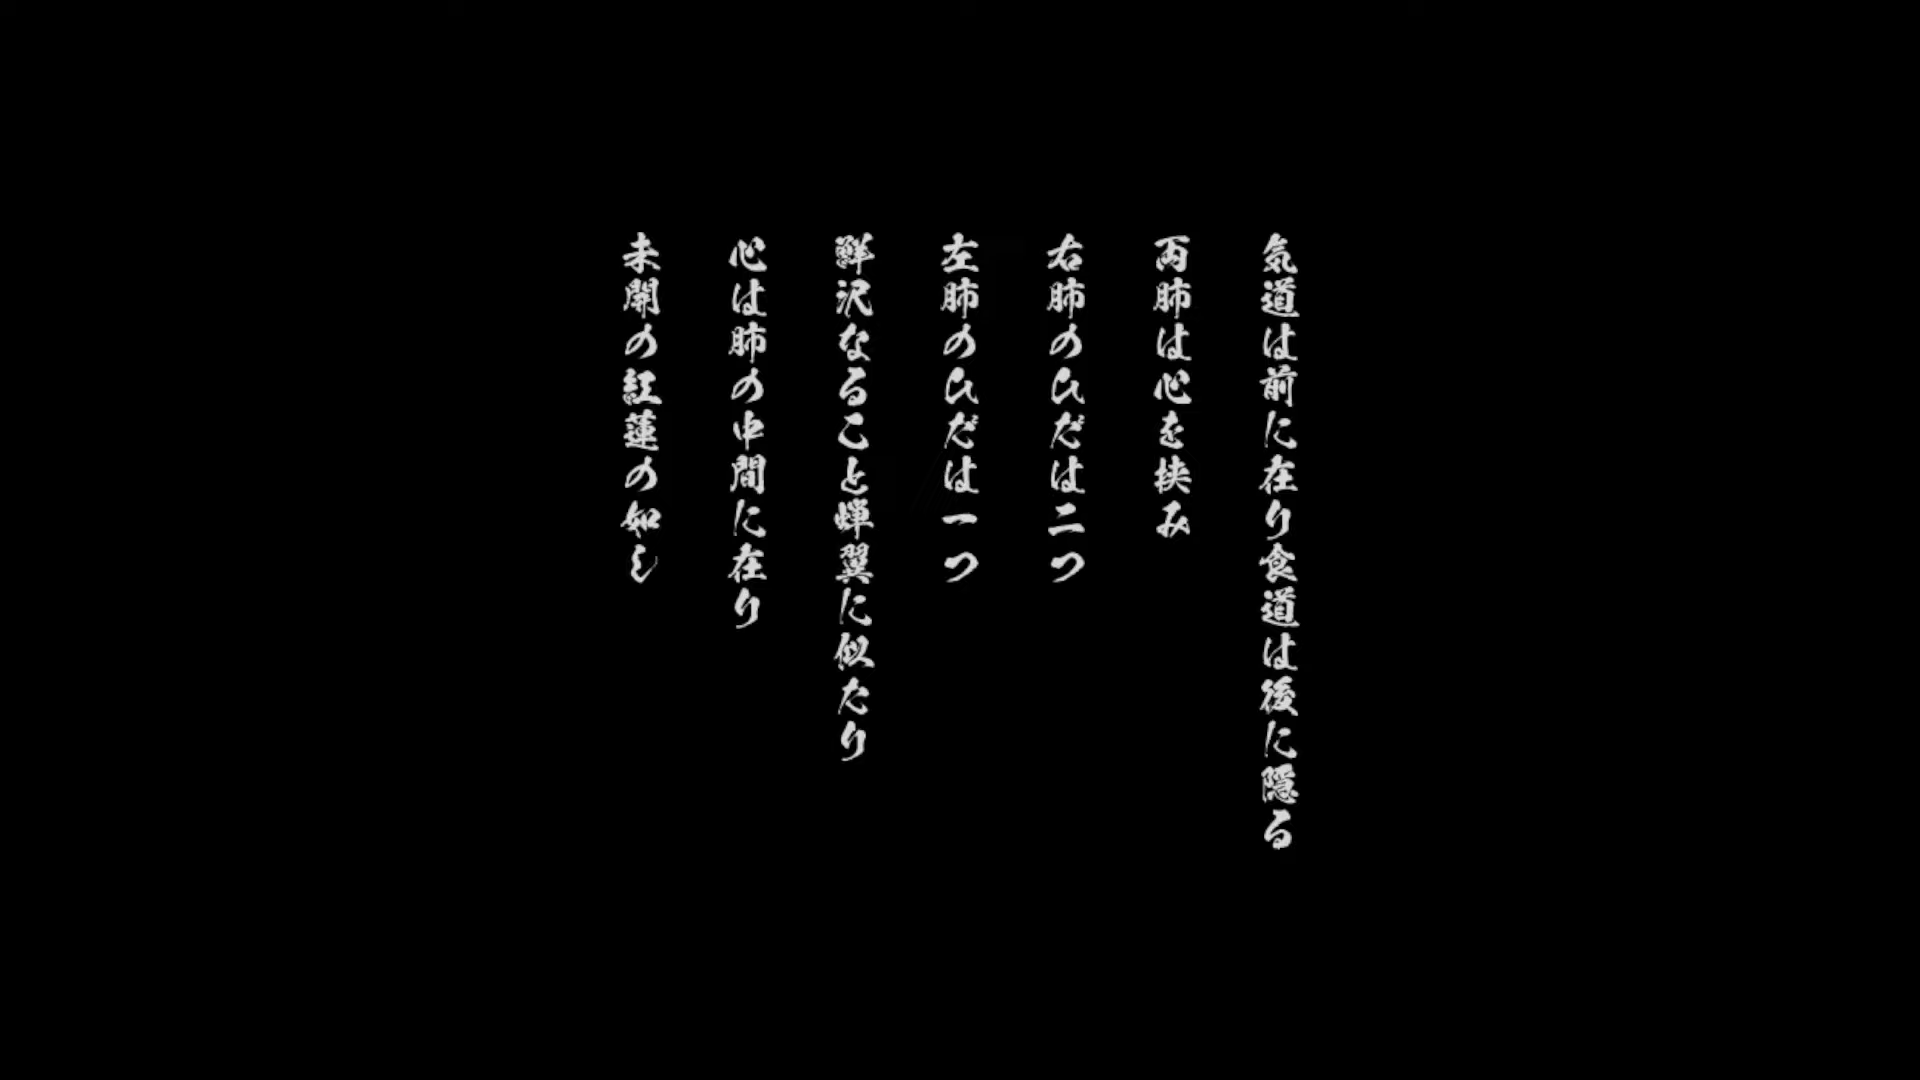 気道は前に在り食道は後に隠る
両肺は心を挟み
右肺のひだは二つ
左肺のひだは一つ
鮮沢なること蝉翼に似たり
心は肺の中間に在り
未開の紅蓮の如し